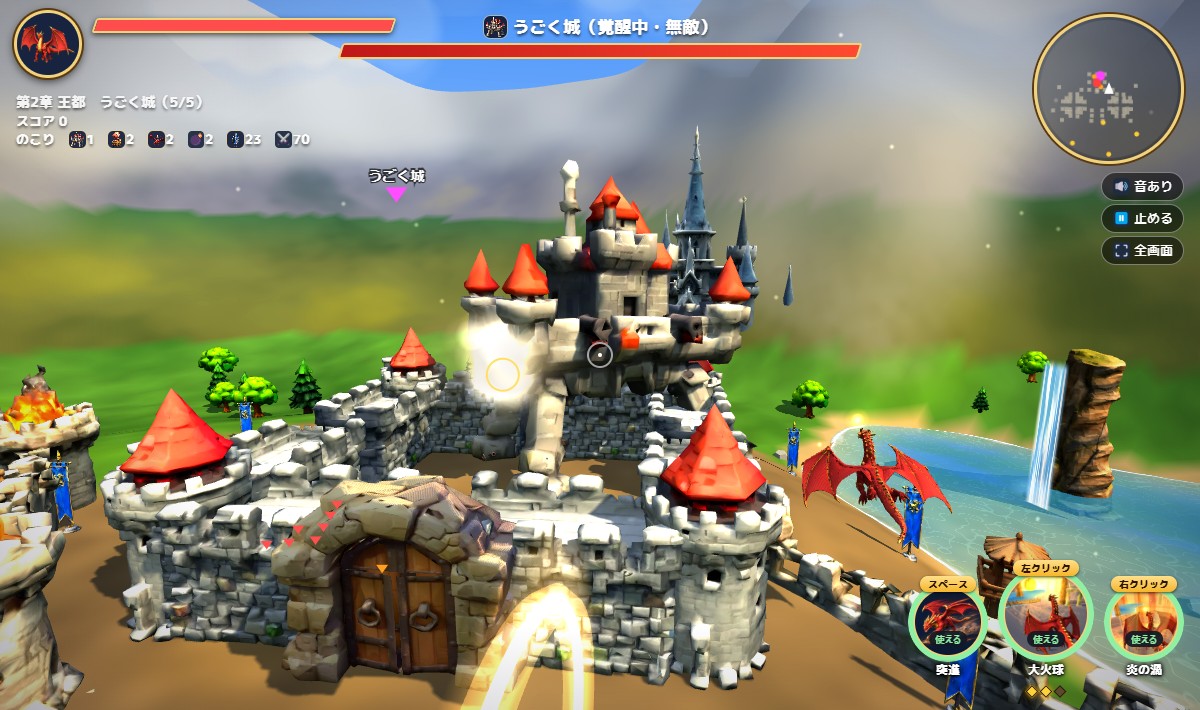 うごく城（覚醒中・無敵）
第2章 王都　うごく城（5/5）
スコア 0
のこり 1 2 2 2 23 70
うごく城
音あり
止める
全画面
スペース
左クリック
右クリック
使える
使える
使える
突進
大火球
炎の渦